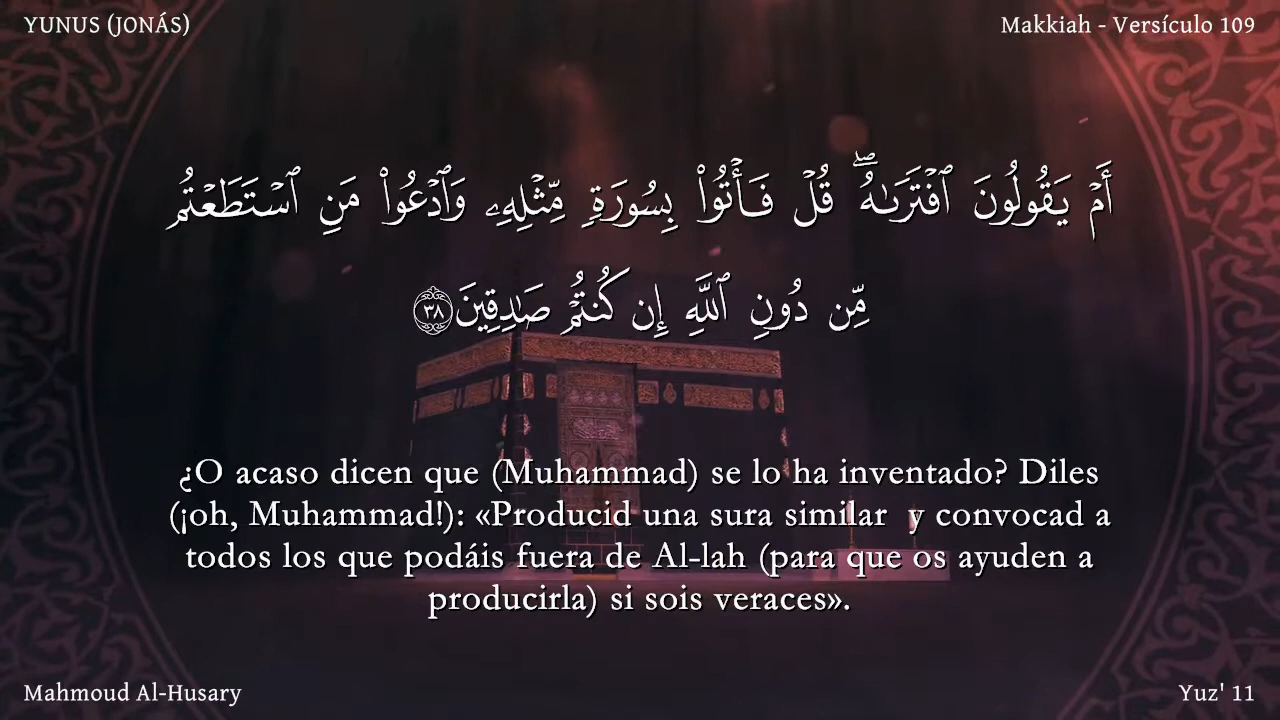 YUNUS (JONÁS)
Makkiah - Versículo 109
أَمْ يَقُولُونَ ٱفْتَرَىٰهُ ۖ قُلْ فَأْتُوا۟ بِسُورَةٍ مِّثْلِهِۦ وَٱدْعُوا۟ مَنِ ٱسْتَطَعْتُم
مِّن دُونِ ٱللَّهِ إِن كُنتُمْ صَـٰدِقِينَ ٣٨
¿O acaso dicen que (Muhammad) se lo ha inventado? Diles
(¡oh, Muhammad!): «Producid una sura similar y convocad a
todos los que podáis fuera de Al-lah (para que os ayuden a
producirla) si sois veraces».
Mahmoud Al-Husary
Yuz' 11